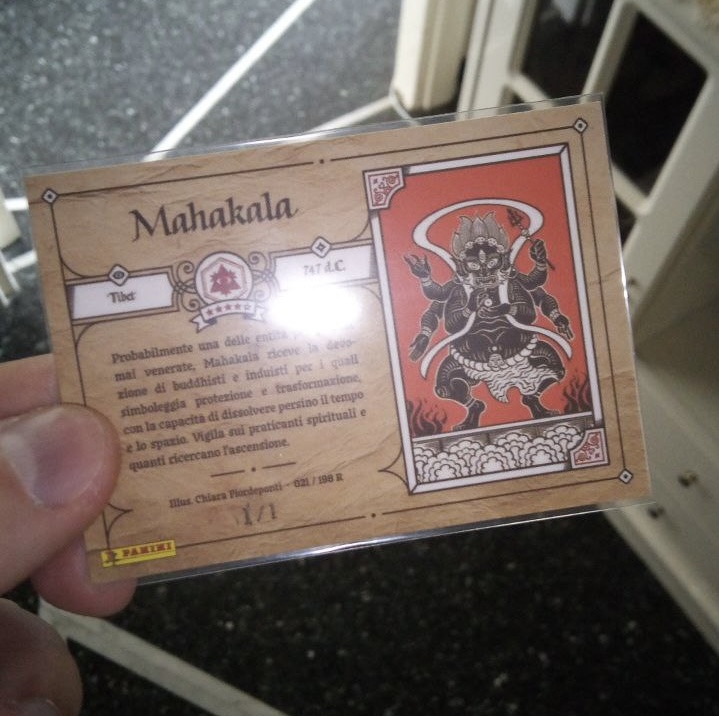 Mahakala
Tibet
747 d.C.
Probabilmente una delle entità
mai venerate, Mahakala riceve la devo-
zione di buddhisti e induisti per i quali
simboleggia protezione e trasformazione,
con la capacità di dissolvere persino il tempo
e lo spazio. Vigila sui praticanti spirituali e
quanti ricercano l'ascensione.
Illus. Chiara Fiordeponti - 021 / 198 R
1/1
PANINI